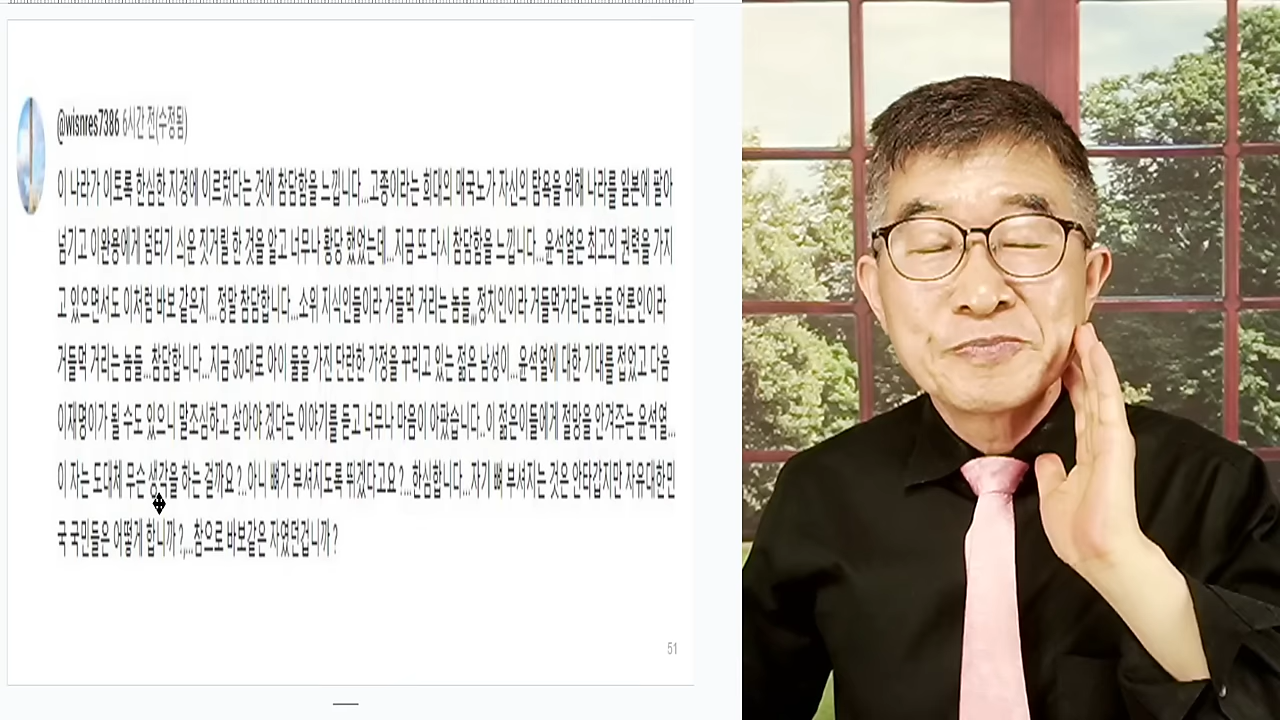 @wisnres7386 6시간 전(수정됨)
이 나라가 이토록 한심한 지경에 이르렀다는 것에 참담함을 느낍니다...고종이라는 희대의 매국노가 자신의 탐욕을 위해 나라를 일본에 팔아
넘기고 이완용에게 덤터기 씌운 짓거릴 한 것을 알고 너무나 황당 했었는데...지금 또 다시 참담함을 느낍니다...윤석열은 최고의 권력을 가지
고 있으면서도 이처럼 바보 같은지...정말 참담합니다...소위 지식인들이라 거들먹 거리는 놈들,,,정치인이라 거들먹거리는 놈들,언론인이라
거들먹 거리는 놈들...참담합니다...지금 30대로 아이 둘을 가진 단란한 가정을 꾸리고 있는 젊은 남성이...윤석열에 대한 기대를 접었고 다음
이재명이가 될 수도 있으니 말조심하고 살아야 겠다는 이야기를 듣고 너무나 마음이 아팠습니다..이 젊은이들에게 절망을 안겨주는 윤석열...
이 자는 도대체 무슨 생각을 하는 걸까요 ?..아니 뼈가 부셔지도록 뛰겠다고요 ?....한심합니다...자기 뼈 부셔지는 것은 안타깝지만 자유대한민
국 국민들은 어떻게 합니까 ?,...참으로 바보같은 자였던겁니까 ?
51